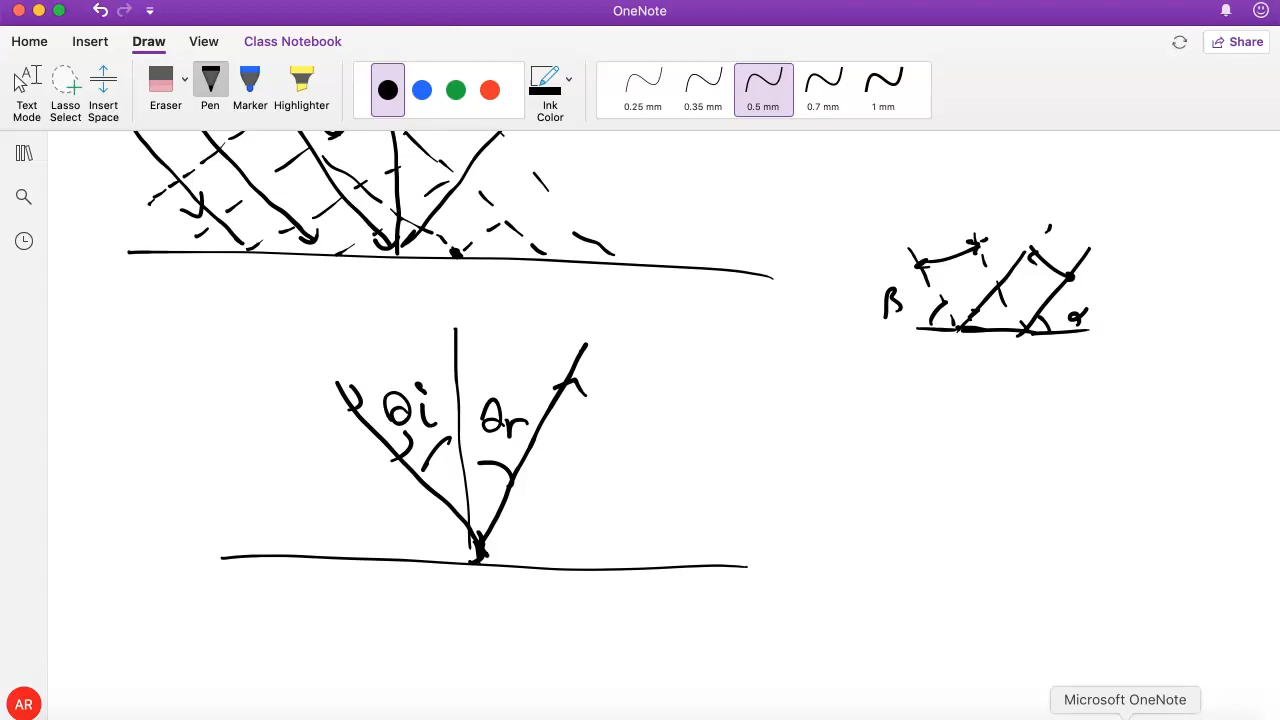 OneNote
Home Insert Draw View Class Notebook Share
Text Mode
Lasso Select
Insert Space
Eraser
Pen
Marker
Highlighter
Ink Color
0.25 mm
0.35 mm
0.5 mm
0.7 mm
1 mm
β
α
θi
θr
AR
Microsoft OneNote